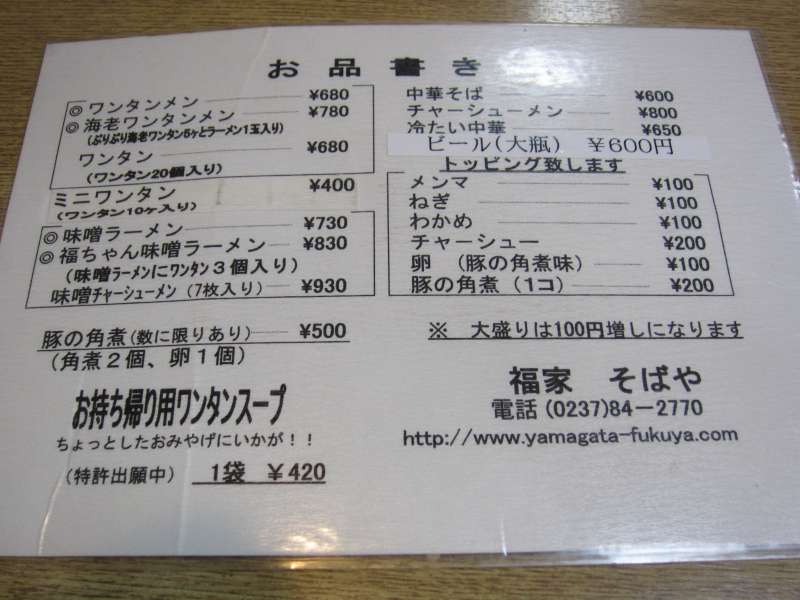 お品書き
◎ワンタンメン ¥680
◎海老ワンタンメン ¥780
(ぷりぷり海老ワンタン5ヶとラーメン1玉入り)
ワンタン ¥680
(ワンタン20個入り)
ミニワンタン ¥400
(ワンタン10ヶ入り)
◎味噌ラーメン ¥730
◎福ちゃん味噌ラーメン ¥830
(味噌ラーメンにワンタン3個入り)
味噌チャーシューメン(7枚入り) ¥930
豚の角煮(数に限りあり) ¥500
(角煮2個、卵1個)
お持ち帰り用ワンタンスープ
ちょっとしたおみやげにいかが!!
(特許出願中) 1袋 ¥420
中華そば ¥600
チャーシューメン ¥800
冷たい中華 ¥650
ビール(大瓶) ¥600円
トッピング致します
メンマ ¥100
ねぎ ¥100
わかめ ¥100
チャーシュー ¥200
卵 (豚の角煮味) ¥100
豚の角煮(1コ) ¥200
※ 大盛りは100円増しになります
福家 そばや
電話(0237)84-2770
http://www.yamagata-fukuya.com